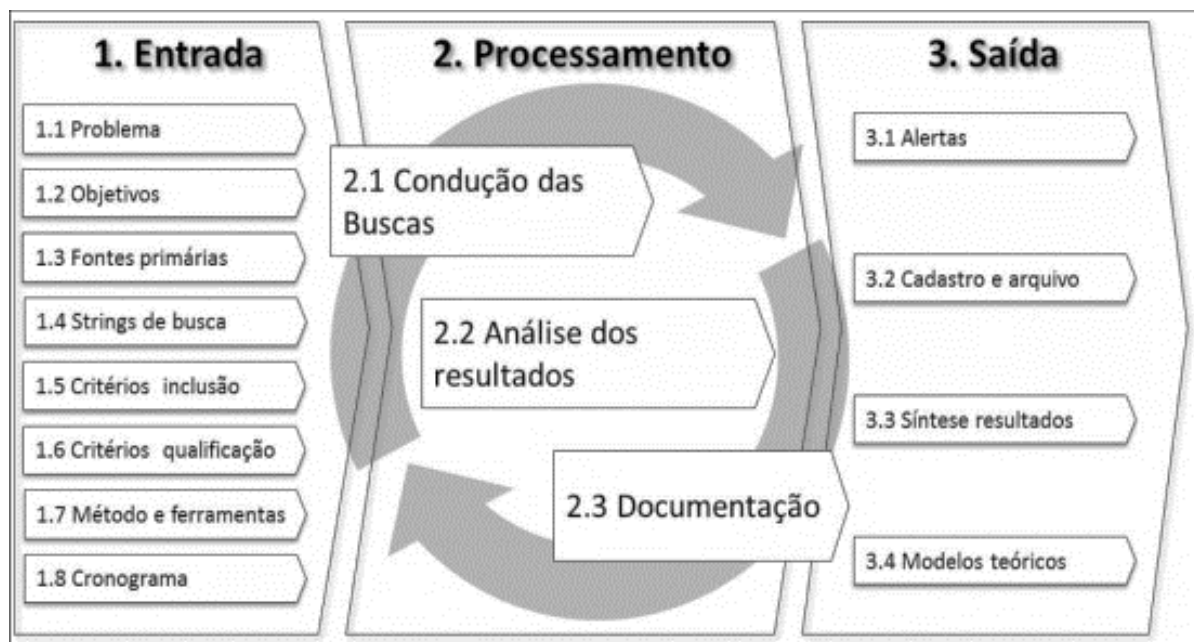 1. Entrada
1.1 Problema
1.2 Objetivos
1.3 Fontes primárias
1.4 Strings de busca
1.5 Critérios inclusão
1.6 Critérios qualificação
1.7 Método e ferramentas
1.8 Cronograma
2. Processamento
2.1 Condução das
Buscas
2.2 Análise dos
resultados
2.3 Documentação
3. Saída
3.1 Alertas
3.2 Cadastro e arquivo
3.3 Síntese resultados
3.4 Modelos teóricos